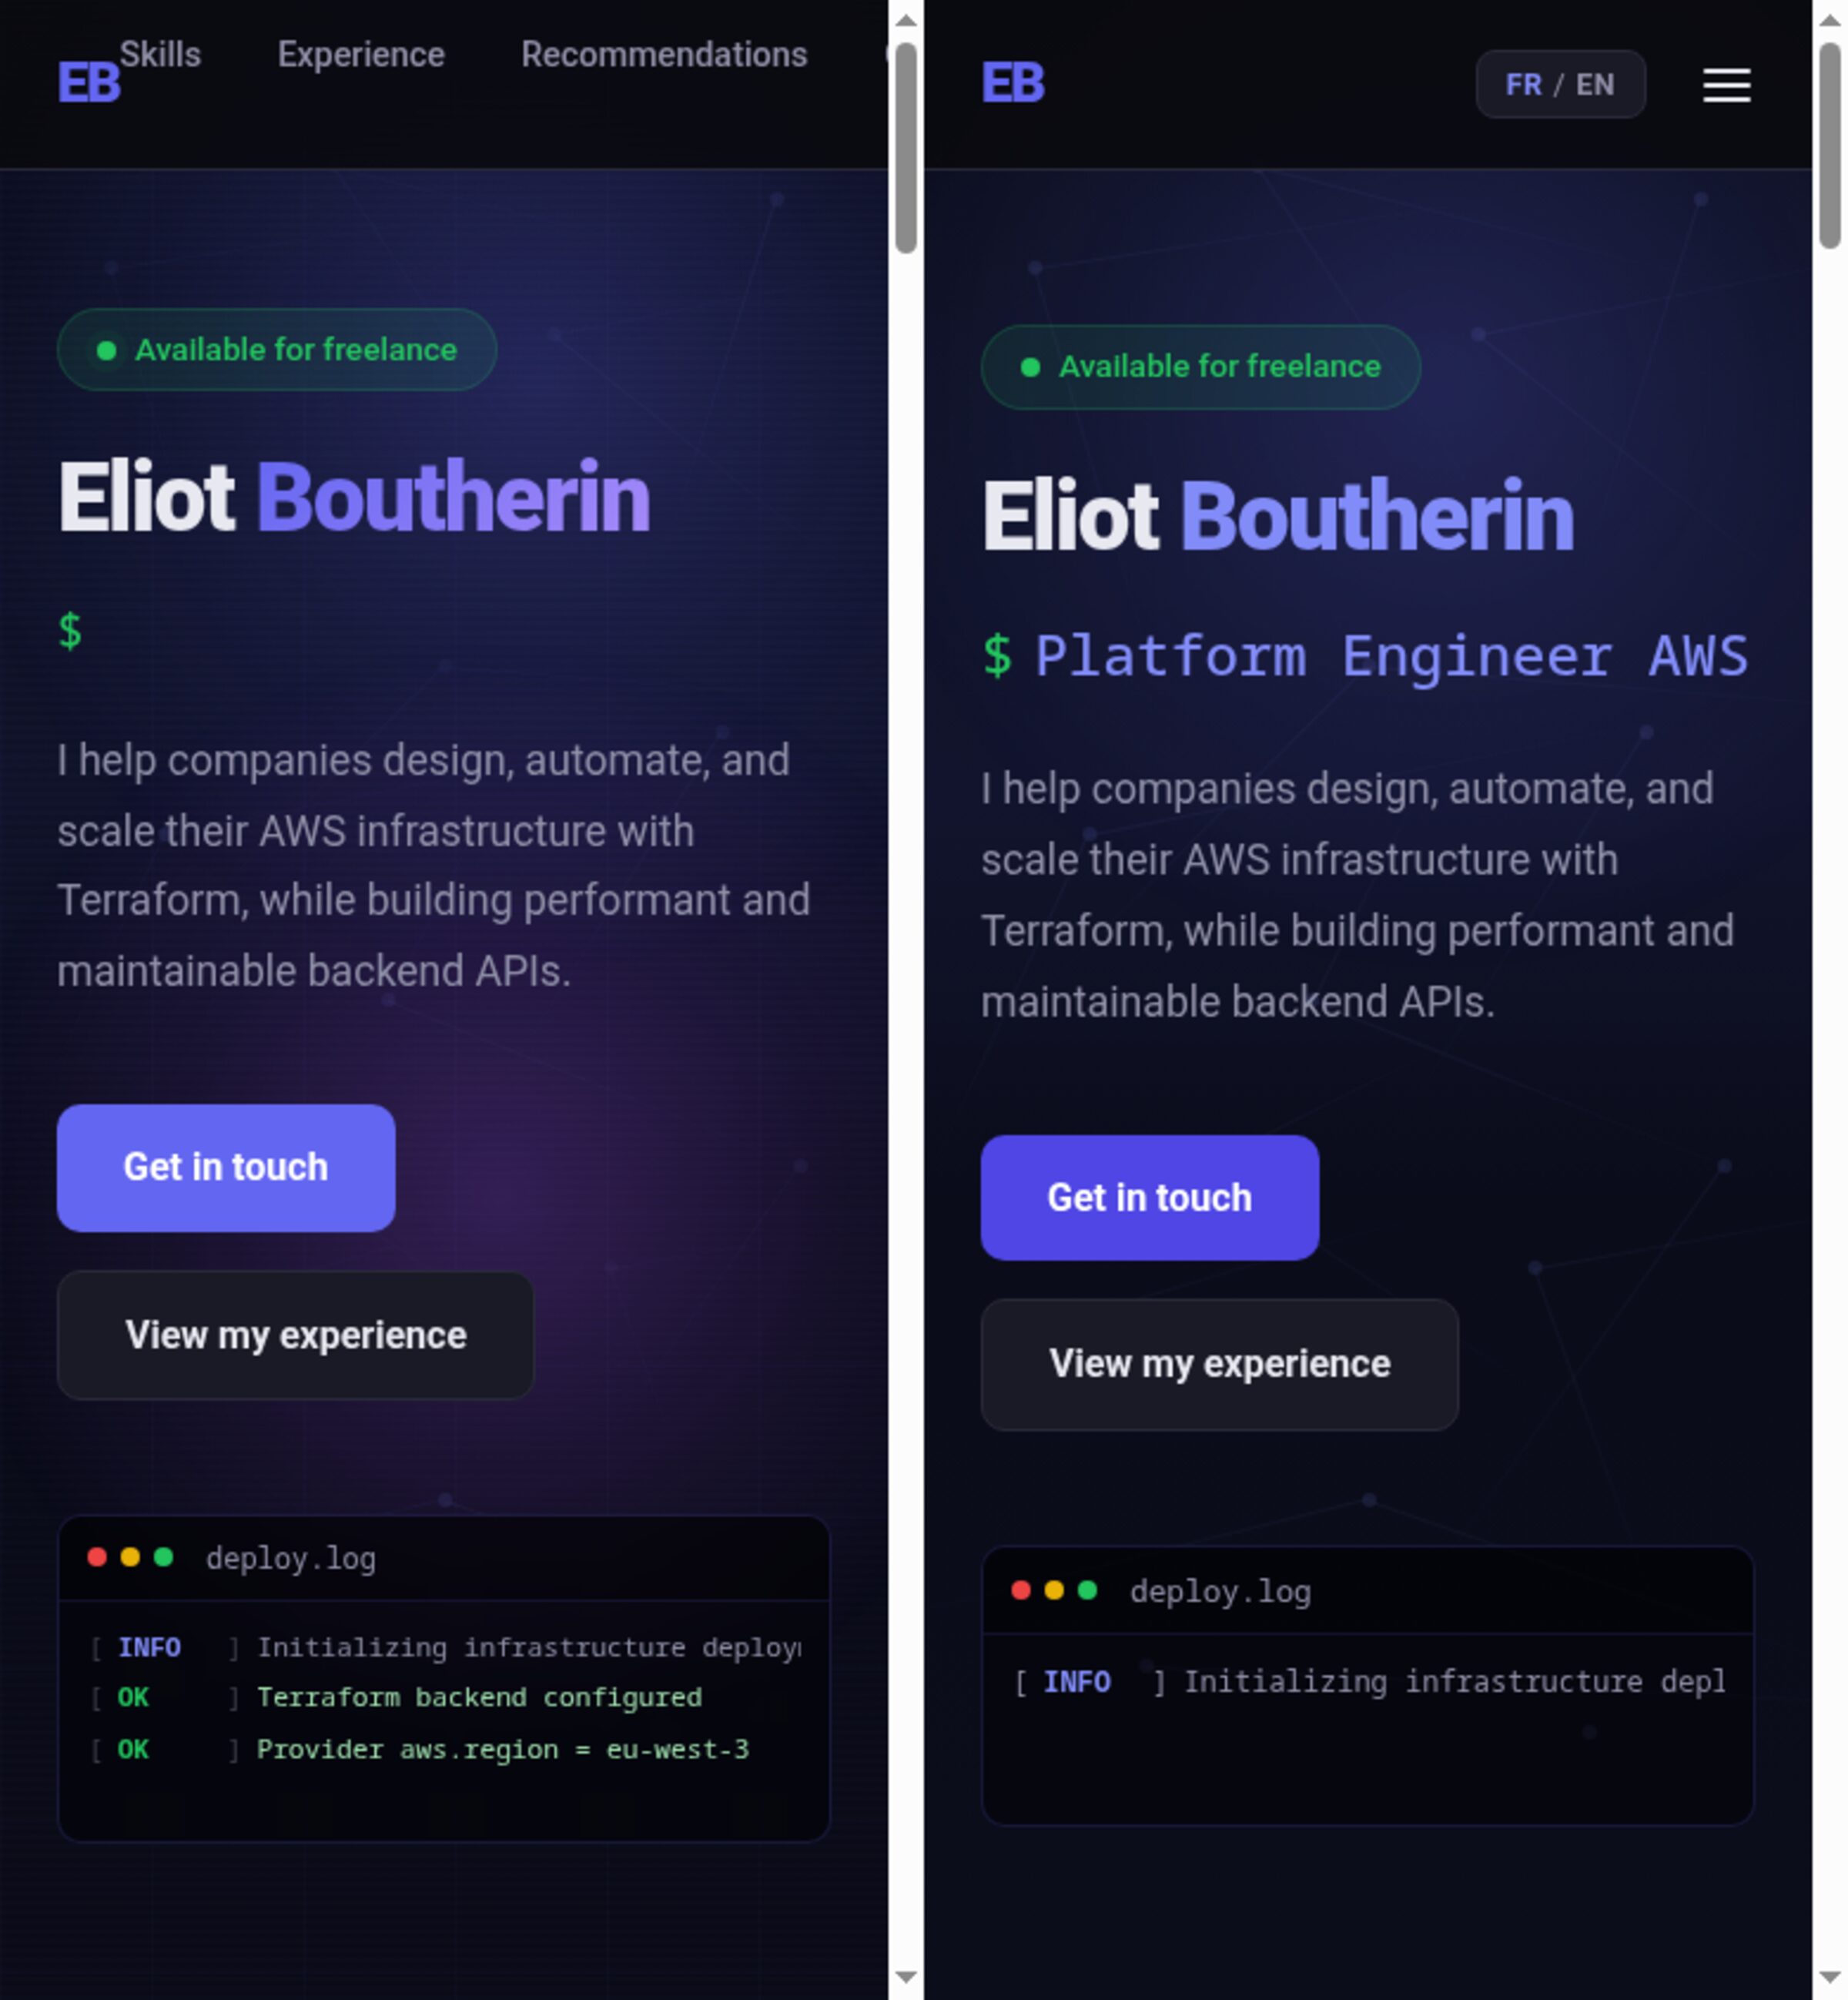 EB
Skills
Experience
Recommendations
Available for freelance
Eliot Boutherin
$
I help companies design, automate, and
scale their AWS infrastructure with
Terraform, while building performant and
maintainable backend APIs.
Get in touch
View my experience
deploy.log
[ INFO ] Initializing infrastructure deploy
[ OK ] Terraform backend configured
[ OK ] Provider aws.region = eu-west-3
EB
FR / EN
Available for freelance
Eliot Boutherin
$ Platform Engineer AWS
I help companies design, automate, and
scale their AWS infrastructure with
Terraform, while building performant and
maintainable backend APIs.
Get in touch
View my experience
deploy.log
[ INFO ] Initializing infrastructure depl